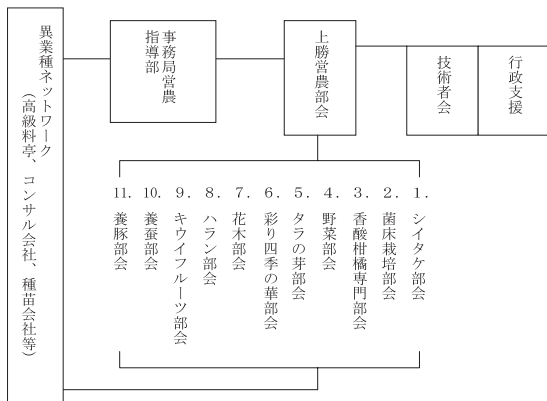 行政支援
技術者会
上勝営農部会
事務局営農
指導部
異業種ネットワーク
（高級料亭、コンサル会社、種苗会社等）
1．シイタケ部会
2．菌床栽培部会
3．香酸柑橘専門部会
4．野菜部会
5．タラの芽部会
6．彩り四季の華部会
7．花木部会
8．ハラン部会
9．キウイフルーツ部会
10．養蚕部会
11．養豚部会